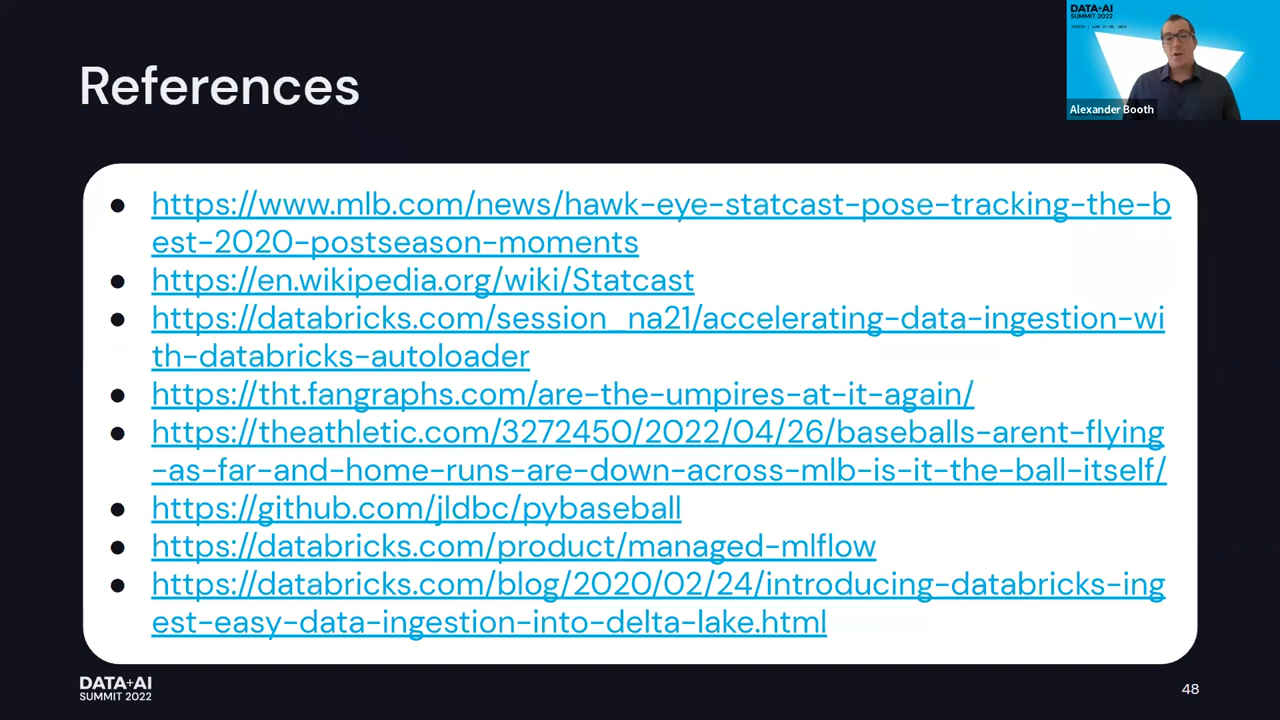 DATA+AI
SUMMIT 2022
Alexander Booth
References
https://www.mlb.com/news/hawk-eye-statcast-pose-tracking-the-b
est-2020-postseason-moments
https://en.wikipedia.org/wiki/Statcast
https://databricks.com/session_na21/accelerating-data-ingestion-wi
th-databricks-autoloader
https://tht.fangraphs.com/are-the-umpires-at-it-again/
https://theathletic.com/3272450/2022/04/26/baseballs-arent-flying
-as-far-and-home-runs-are-down-across-mlb-is-it-the-ball-itself/
https://github.com/jldbc/pybaseball
https://databricks.com/product/managed-mlflow
https://databricks.com/blog/2020/02/24/introducing-databricks-ing
est-easy-data-ingestion-into-delta-lake.html
DATA+AI
SUMMIT 2022
48